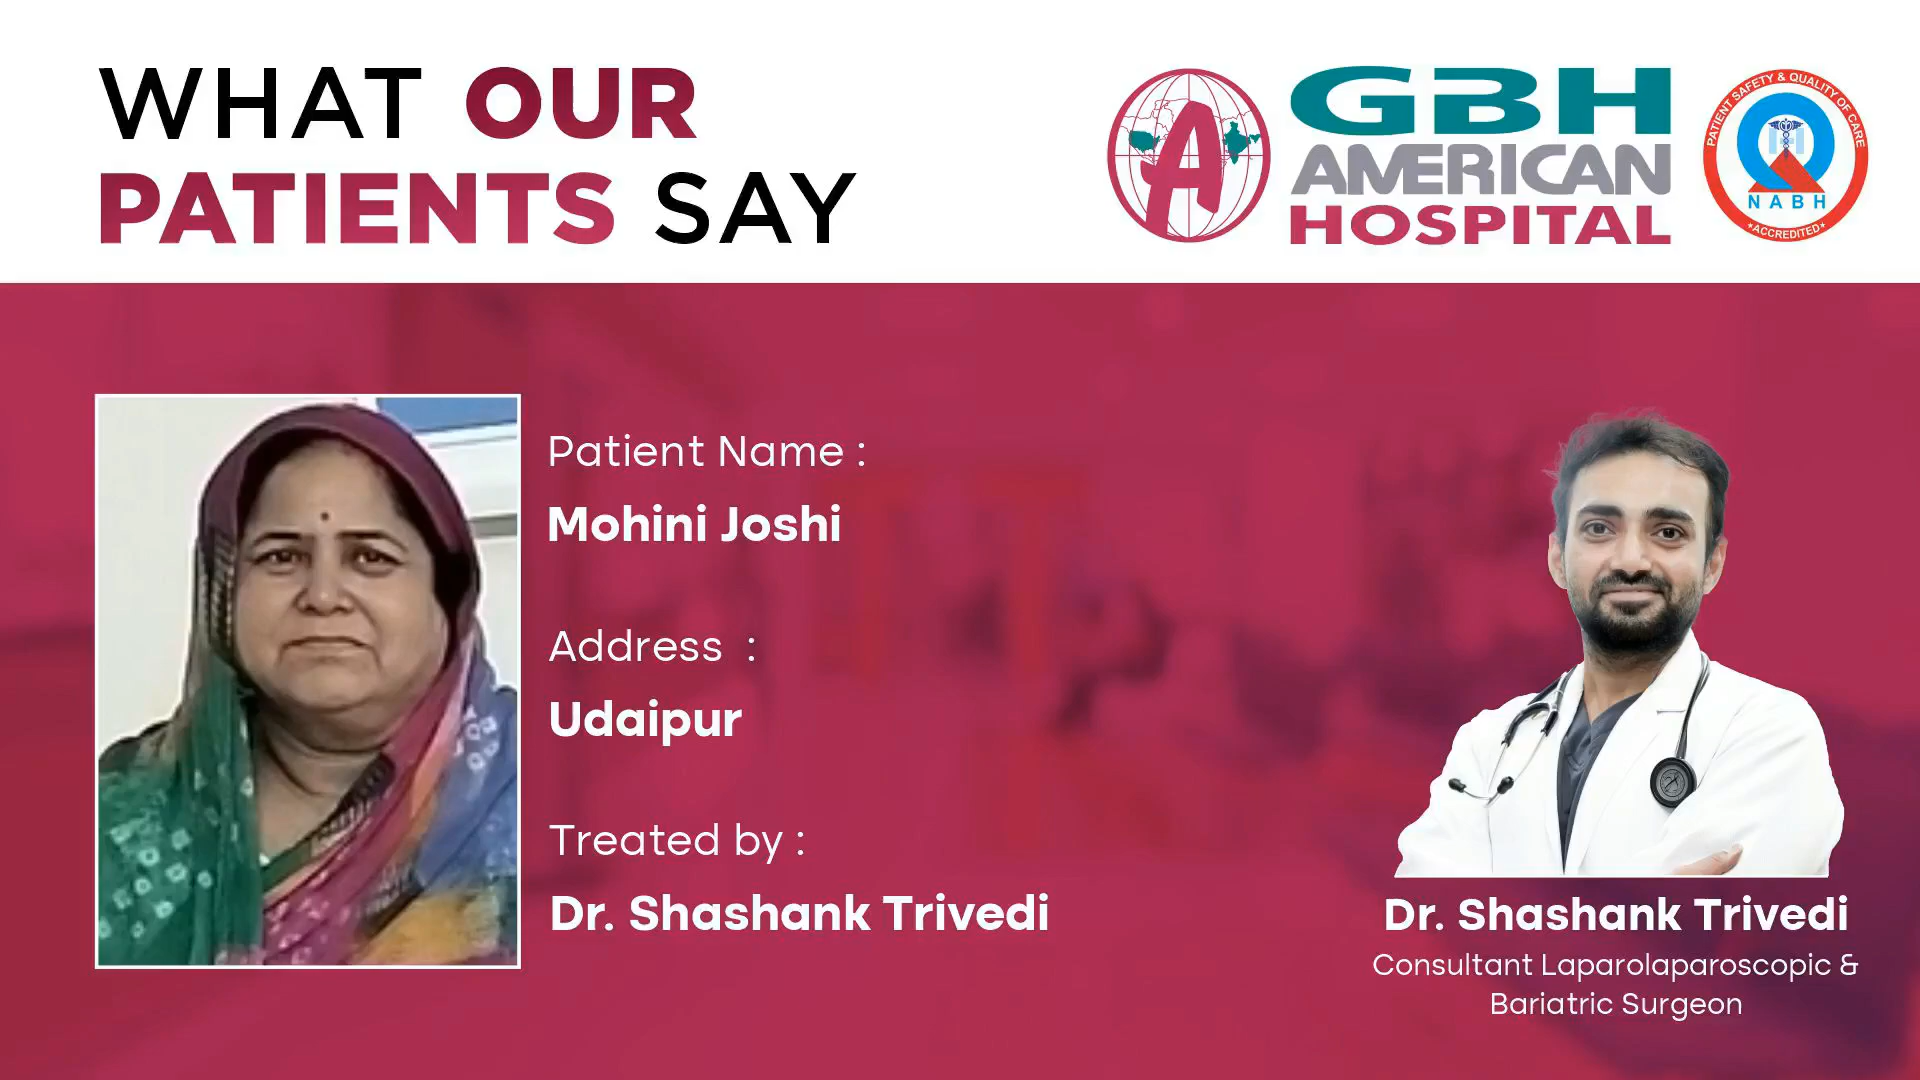 WHAT OUR
PATIENTS SAY
A
GBH
AMERICAN
HOSPITAL
PATIENT SAFETY & QUALITY OF CARE
NABH
*ACCREDITED*
Patient Name :
Mohini Joshi
Address :
Udaipur
Treated by :
Dr. Shashank Trivedi
Dr. Shashank Trivedi
Consultant Laparolaparoscopic &
Bariatric Surgeon